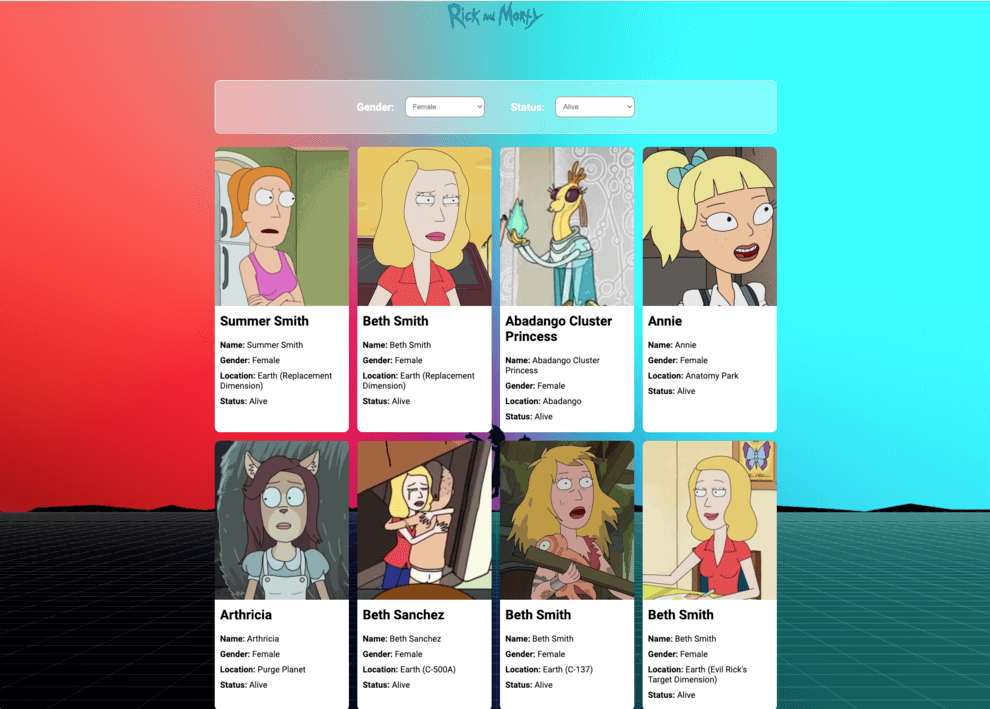 Rick and Morty
Gender: Female Status: Alive
Summer Smith
Name: Summer Smith
Gender: Female
Location: Earth (Replacement
Dimension)
Status: Alive
Beth Smith
Name: Beth Smith
Gender: Female
Location: Earth (Replacement
Dimension)
Status: Alive
Abadango Cluster
Princess
Name: Abadango Cluster
Princess
Gender: Female
Location: Abadango
Status: Alive
Annie
Name: Annie
Gender: Female
Location: Anatomy Park
Status: Alive
Arthricia
Name: Arthricia
Gender: Female
Location: Purge Planet
Status: Alive
Beth Sanchez
Name: Beth Sanchez
Gender: Female
Location: Earth (C-500A)
Status: Alive
Beth Smith
Name: Beth Smith
Gender: Female
Location: Earth (C-137)
Status: Alive
Beth Smith
Name: Beth Smith
Gender: Female
Location: Earth (Evil Rick's
Target Dimension)
Status: Alive